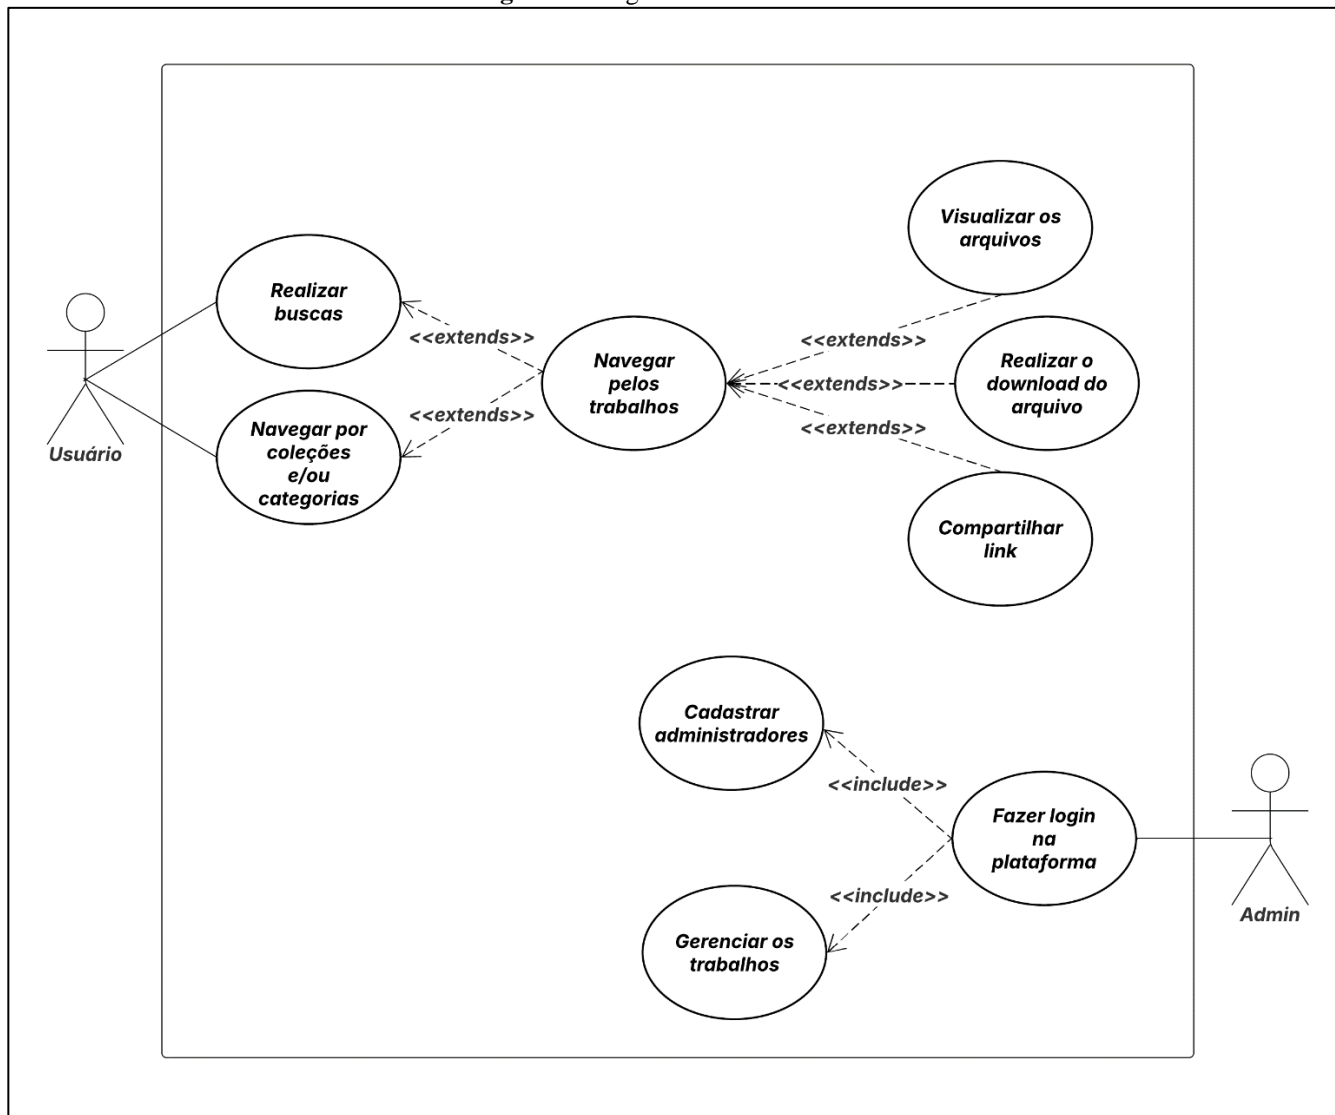 Visualizar os
arquivos
Realizar
buscas
<<extends>>
<<extends>>
Navegar
pelos
trabalhos
<<extends>>
<<extends>>
<<extends>>
Realizar o
download do
arquivo
Usuário
Navegar por
coleções
e/ou
categorias
Compartilhar
link
Cadastrar
administradores
<<include>>
Fazer login
na
plataforma
<<include>>
Admin
Gerenciar os
trabalhos